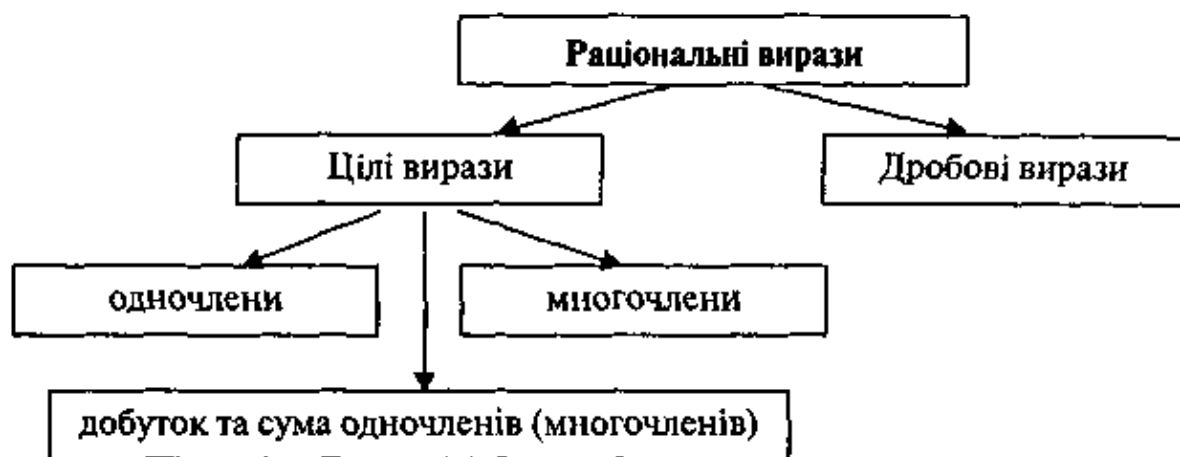 Раціональні вирази
Цілі вирази
Дробові вирази
одночлени
многочлени
добуток та сума одночленів (многочленів)